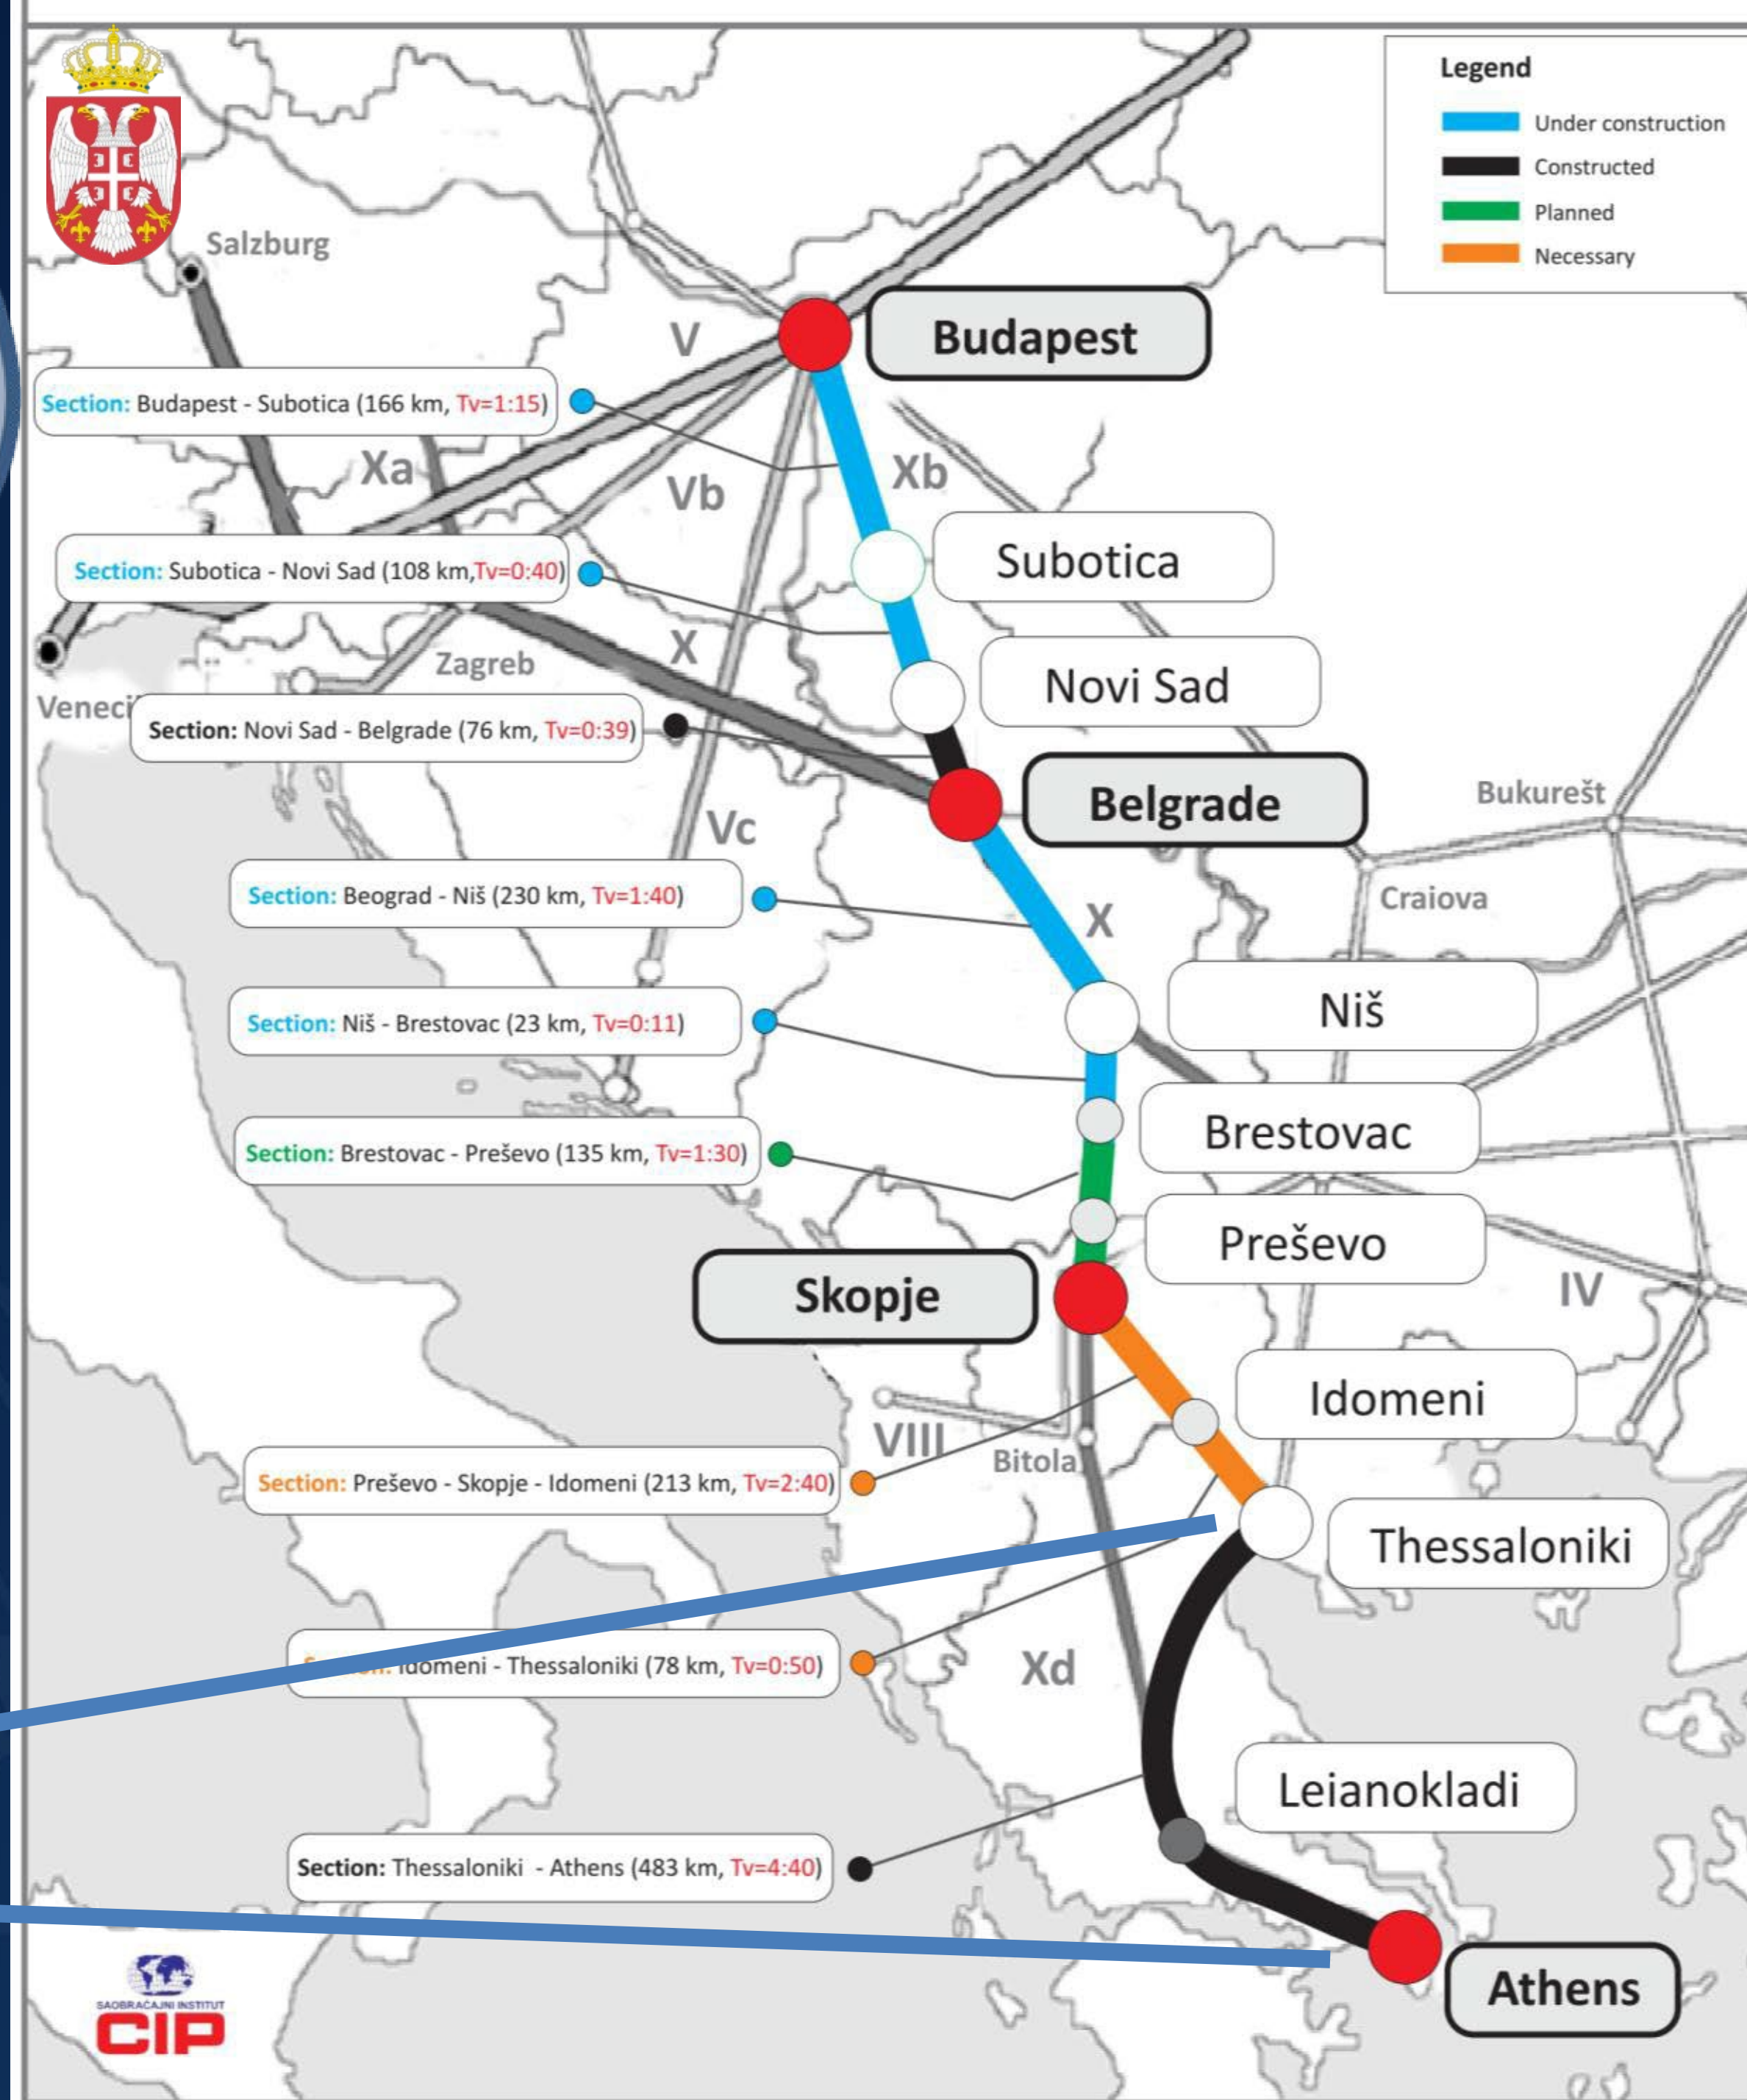 Legend
Under construction
Constructed
Planned
Necessary
Salzburg
V
Budapest
Section: Budapest - Subotica (166 km, Tv=1:15)
Xa
Vb
Xb
Subotica
Section: Subotica - Novi Sad (108 km,Tv=0:40)
X
Zagreb
Novi Sad
Veneci
Section: Novi Sad - Belgrade (76 km, Tv=0:39)
Belgrade
Bukurešt
Vc
Section: Beograd - Niš (230 km, Tv=1:40)
X
Craiova
Niš
Section: Niš - Brestovac (23 km, Tv=0:11)
Brestovac
Section: Brestovac - Preševo (135 km, Tv=1:30)
Preševo
Skopje
IV
Idomeni
VIII
Bitola
Section: Preševo - Skopje - Idomeni (213 km, Tv=2:40)
Thessaloniki
Idomeni - Thessaloniki (78 km, Tv=0:50)
Xd
Leianokladi
Section: Thessaloniki - Athens (483 km, Tv=4:40)
Athens
SAOBRAĆAJNI INSTITUT
CIP